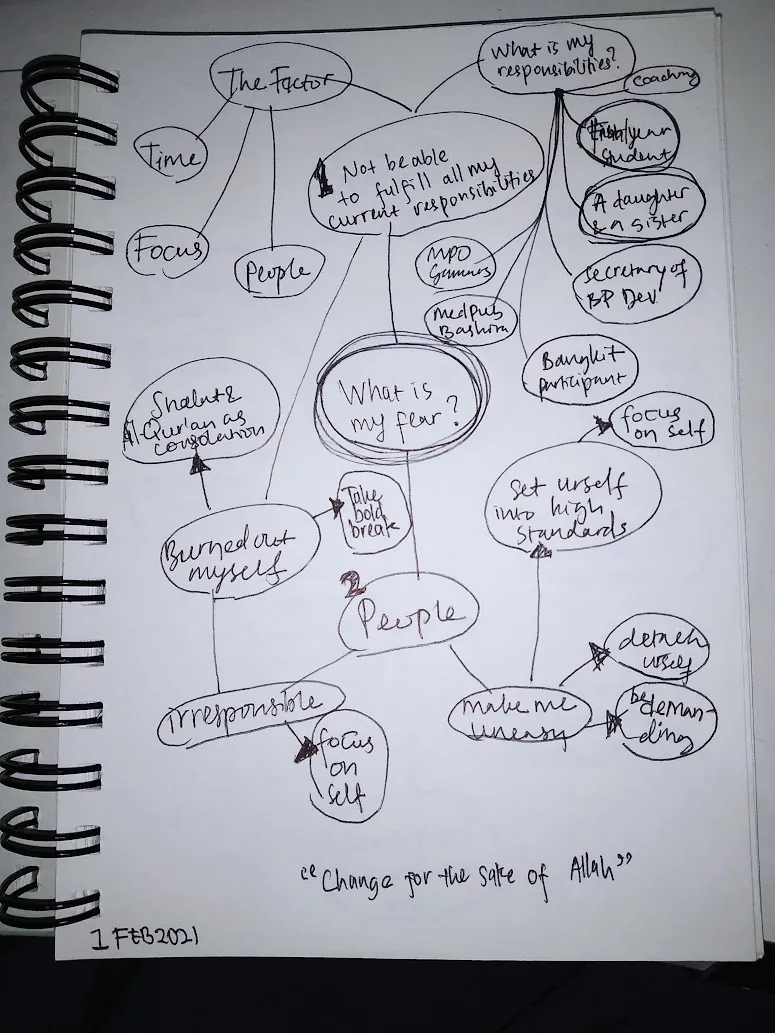 The Factor
What is my
responsibilities?
Coaching
Time
Focus
People
1 Not be able
to fulfill all my
current responsibilities
year
student
A daughter
& a sister
Secretary of
BP Dev
MPO
Gammus
Medpub
Bashira
Bangkit
participant
What is
my fear?
Shalat &
Al-Qur'an as
consolation
focus
on self
Set urself
into high
standards
Take
bold
break
Burned out
myself
2
People
detach
urself
be deman-
ding
irresponsible
make me
uneasy
focus
on
self
"Change for the sake of Allah"
1 FEB 2021